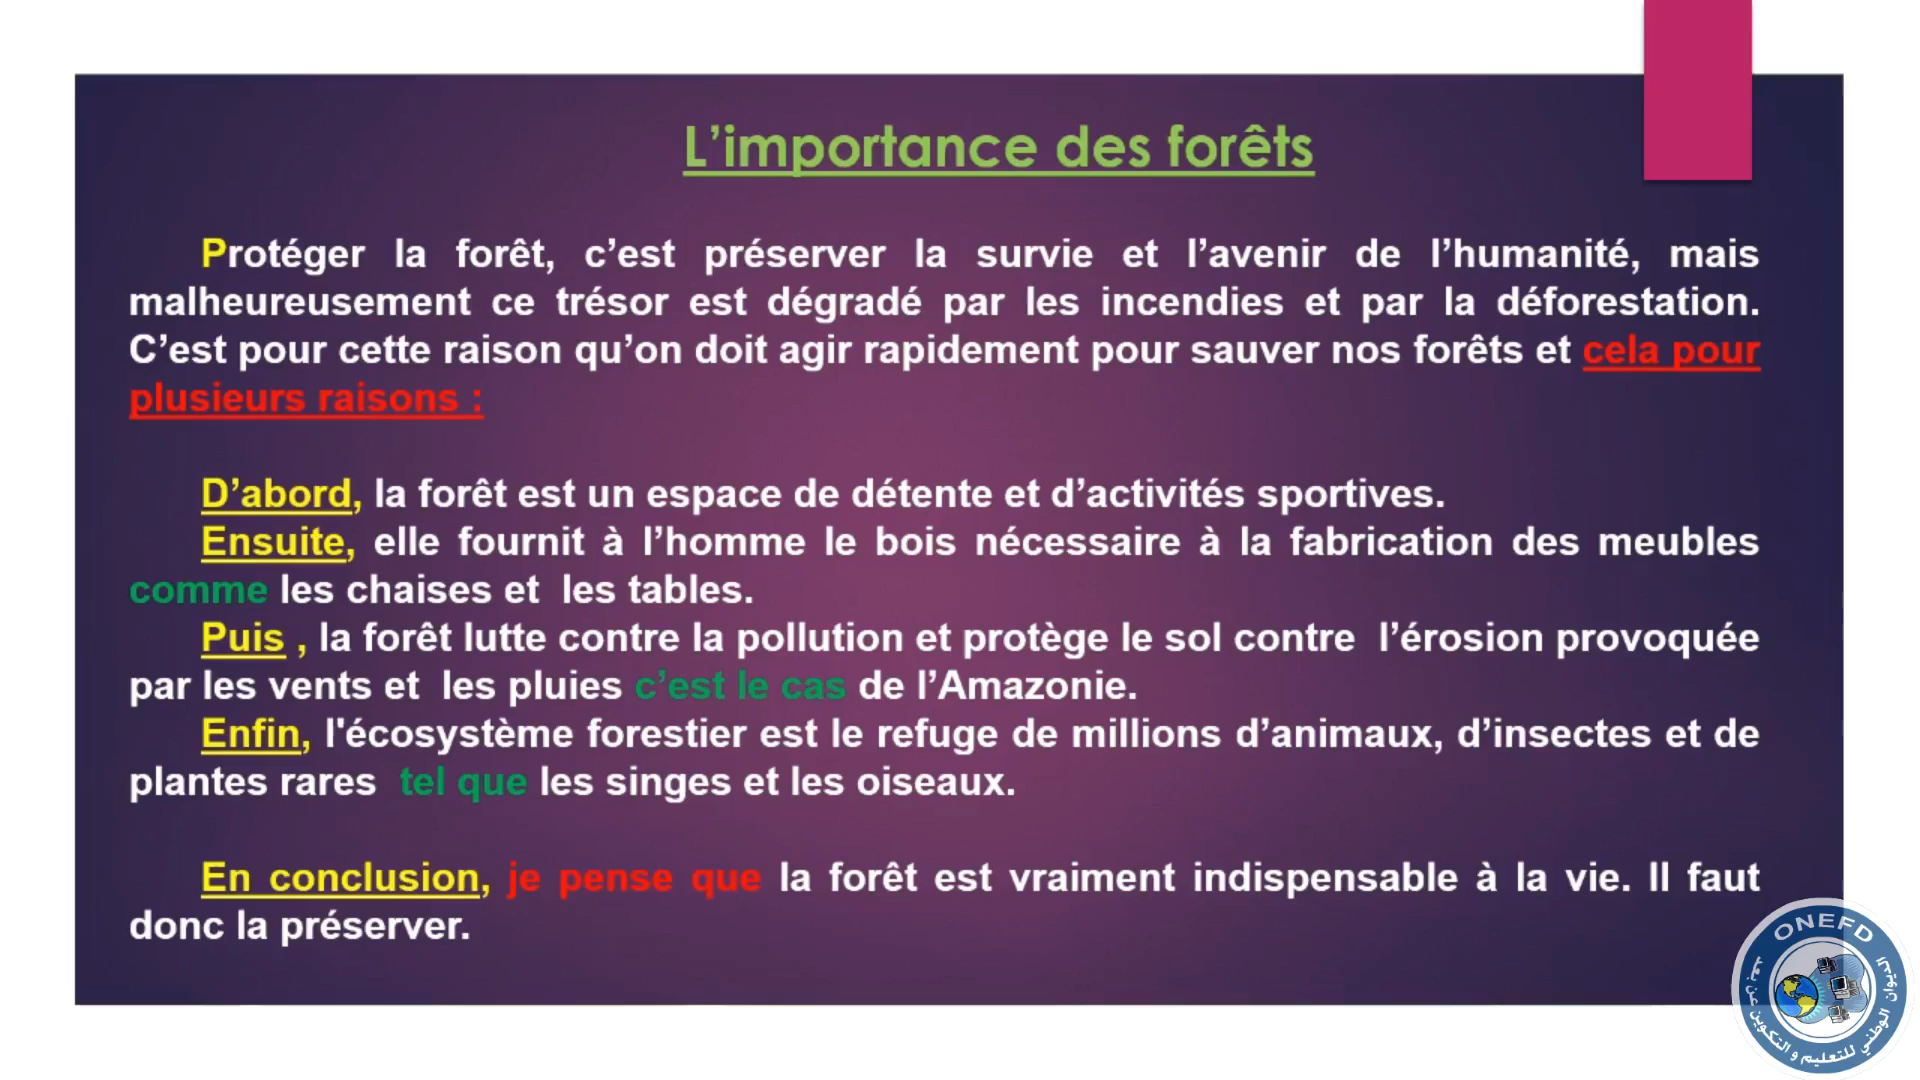 L’importance des forêts
Protéger la forêt, c’est préserver la survie et l’avenir de l’humanité, mais
malheureusement ce trésor est dégradé par les incendies et par la déforestation.
C’est pour cette raison qu’on doit agir rapidement pour sauver nos forêts et cela pour
plusieurs raisons :
D’abord, la forêt est un espace de détente et d’activités sportives.
Ensuite, elle fournit à l’homme le bois nécessaire à la fabrication des meubles
comme les chaises et les tables.
Puis , la forêt lutte contre la pollution et protège le sol contre l’érosion provoquée
par les vents et les pluies c’est le cas de l’Amazonie.
Enfin, l'écosystème forestier est le refuge de millions d’animaux, d’insectes et de
plantes rares tel que les singes et les oiseaux.
En conclusion, je pense que la forêt est vraiment indispensable à la vie. Il faut
donc la préserver.
ONEFD
الديوان الوطني للتعليم و التكوين عن بعد